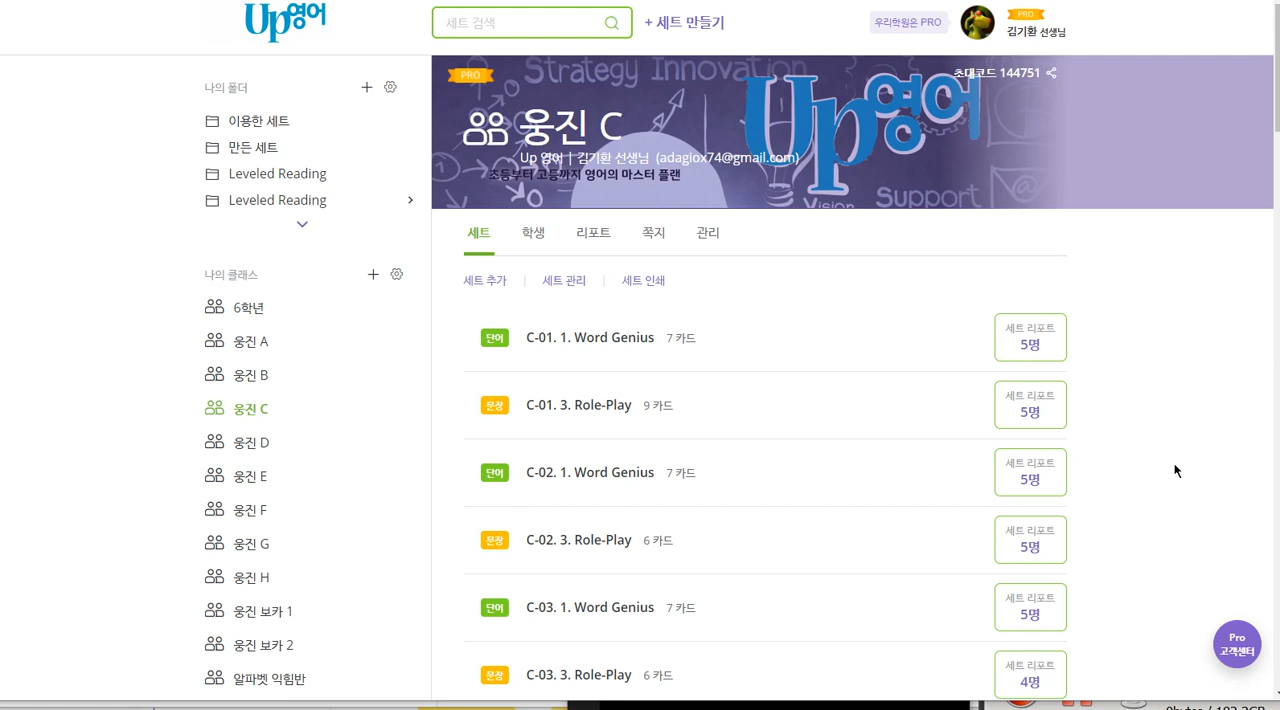 Up영어
세트 검색
+ 세트 만들기
우리학원은 PRO
PRO
김기환 선생님
나의 폴더
이용한 세트
만든 세트
Leveled Reading
Leveled Reading
나의 클래스
6학년
웅진 A
웅진 B
웅진 C
웅진 D
웅진 E
웅진 F
웅진 G
웅진 H
웅진 보카 1
웅진 보카 2
알파벳 익힘반
PRO
Strategy Innovation
초대코드 144751
웅진 C
Up영어
Up 영어 | 김기환 선생님 (adagiox74@gmail.com)
초등부터 고등까지 영어의 마스터 플랜
Vision
Support
세트 학생 리포트 쪽지 관리
세트 추가 | 세트 관리 | 세트 인쇄
단어 C-01. 1. Word Genius 7 카드
세트 리포트
5명
문장 C-01. 3. Role-Play 9 카드
세트 리포트
5명
단어 C-02. 1. Word Genius 7 카드
세트 리포트
5명
문장 C-02. 3. Role-Play 6 카드
세트 리포트
5명
단어 C-03. 1. Word Genius 7 카드
세트 리포트
5명
문장 C-03. 3. Role-Play 6 카드
세트 리포트
4명
Pro
고객센터